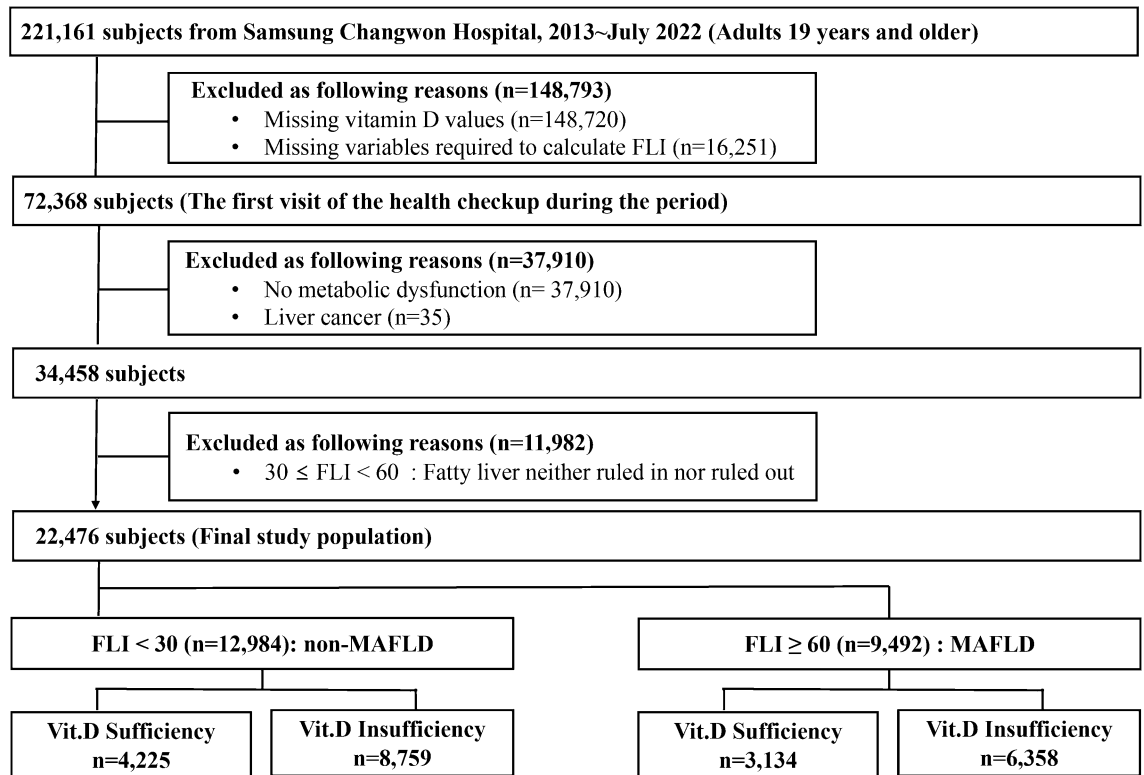 221,161 subjects from Samsung Changwon Hospital, 2013~July 2022 (Adults 19 years and older)
Excluded as following reasons (n=148,793)
• Missing vitamin D values (n=148,720)
• Missing variables required to calculate FLI (n=16,251)
72,368 subjects (The first visit of the health checkup during the period)
Excluded as following reasons (n=37,910)
• No metabolic dysfunction (n= 37,910)
• Liver cancer (n=35)
34,458 subjects
Excluded as following reasons (n=11,982)
• 30 ≤ FLI < 60 : Fatty liver neither ruled in nor ruled out
22,476 subjects (Final study population)
FLI < 30 (n=12,984): non-MAFLD
FLI ≥ 60 (n=9,492) : MAFLD
Vit.D Sufficiency
n=4,225
Vit.D Insufficiency
n=8,759
Vit.D Sufficiency
n=3,134
Vit.D Insufficiency
n=6,358